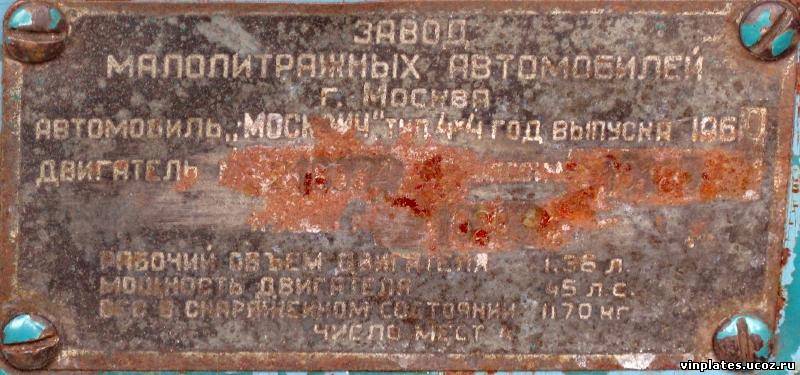 ЗАВОД
МАЛОЛИТРАЖНЫХ АВТОМОБИЛЕЙ
г. МОСКВА
АВТОМОБИЛЬ „МОСКВИЧ" ТИП 4×4 ГОД ВЫПУСКА 196
ДВИГАТЕЛЬ
РАБОЧИЙ ОБЪЕМ ДВИГАТЕЛЯ 1,36 л.
МОЩНОСТЬ ДВИГАТЕЛЯ 45 л.с.
ВЕС В СНАРЯЖЕННОМ СОСТОЯНИИ 1170 кг
ЧИСЛО МЕСТ 4
vinplates.ucoz.ru